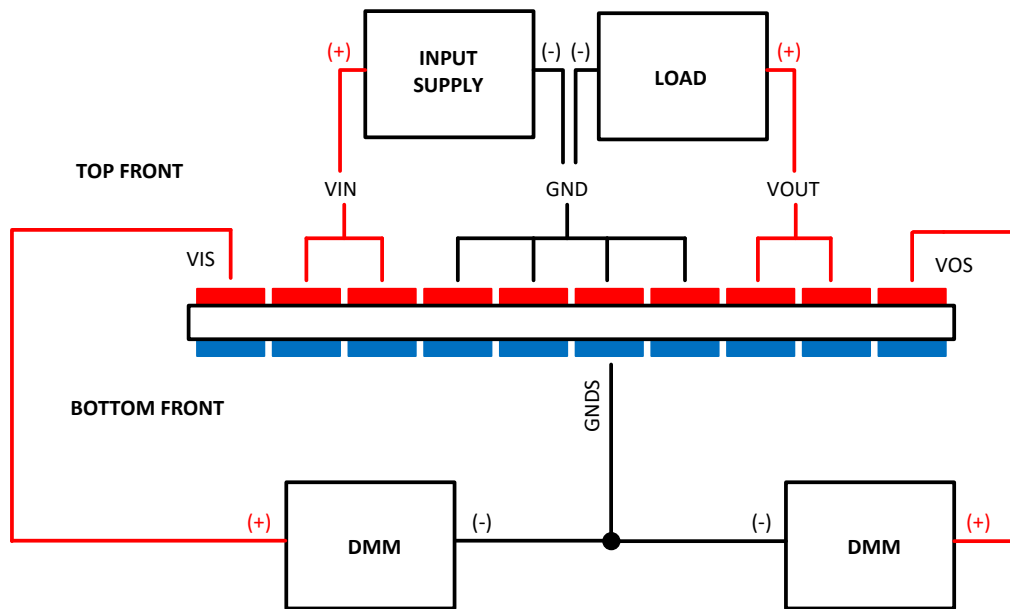 (+)
INPUT
SUPPLY
(-)
(-)
LOAD
(+)
TOP FRONT
VIN
GND
VOUT
VIS
VOS
BOTTOM FRONT
GNDS
(+)
DMM
(-)
(-)
DMM
(+)